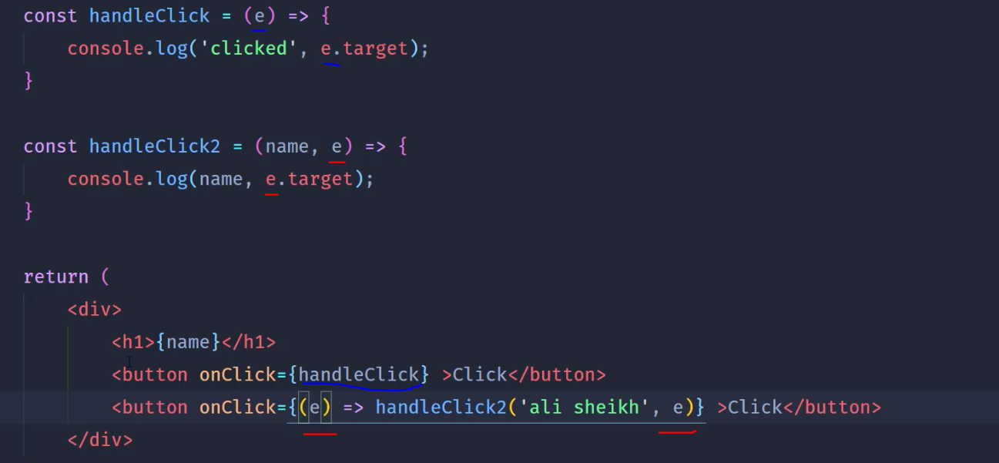 const handleClick = (e) => {
console.log('clicked', e.target);
}
const handleClick2 = (name, e) => {
console.log(name, e.target);
}
return (
<div>
<h1>{name}</h1>
<button onClick={handleClick} >Click</button>
<button onClick={(e) => handleClick2('ali sheikh', e)} >Click</button>
</div>